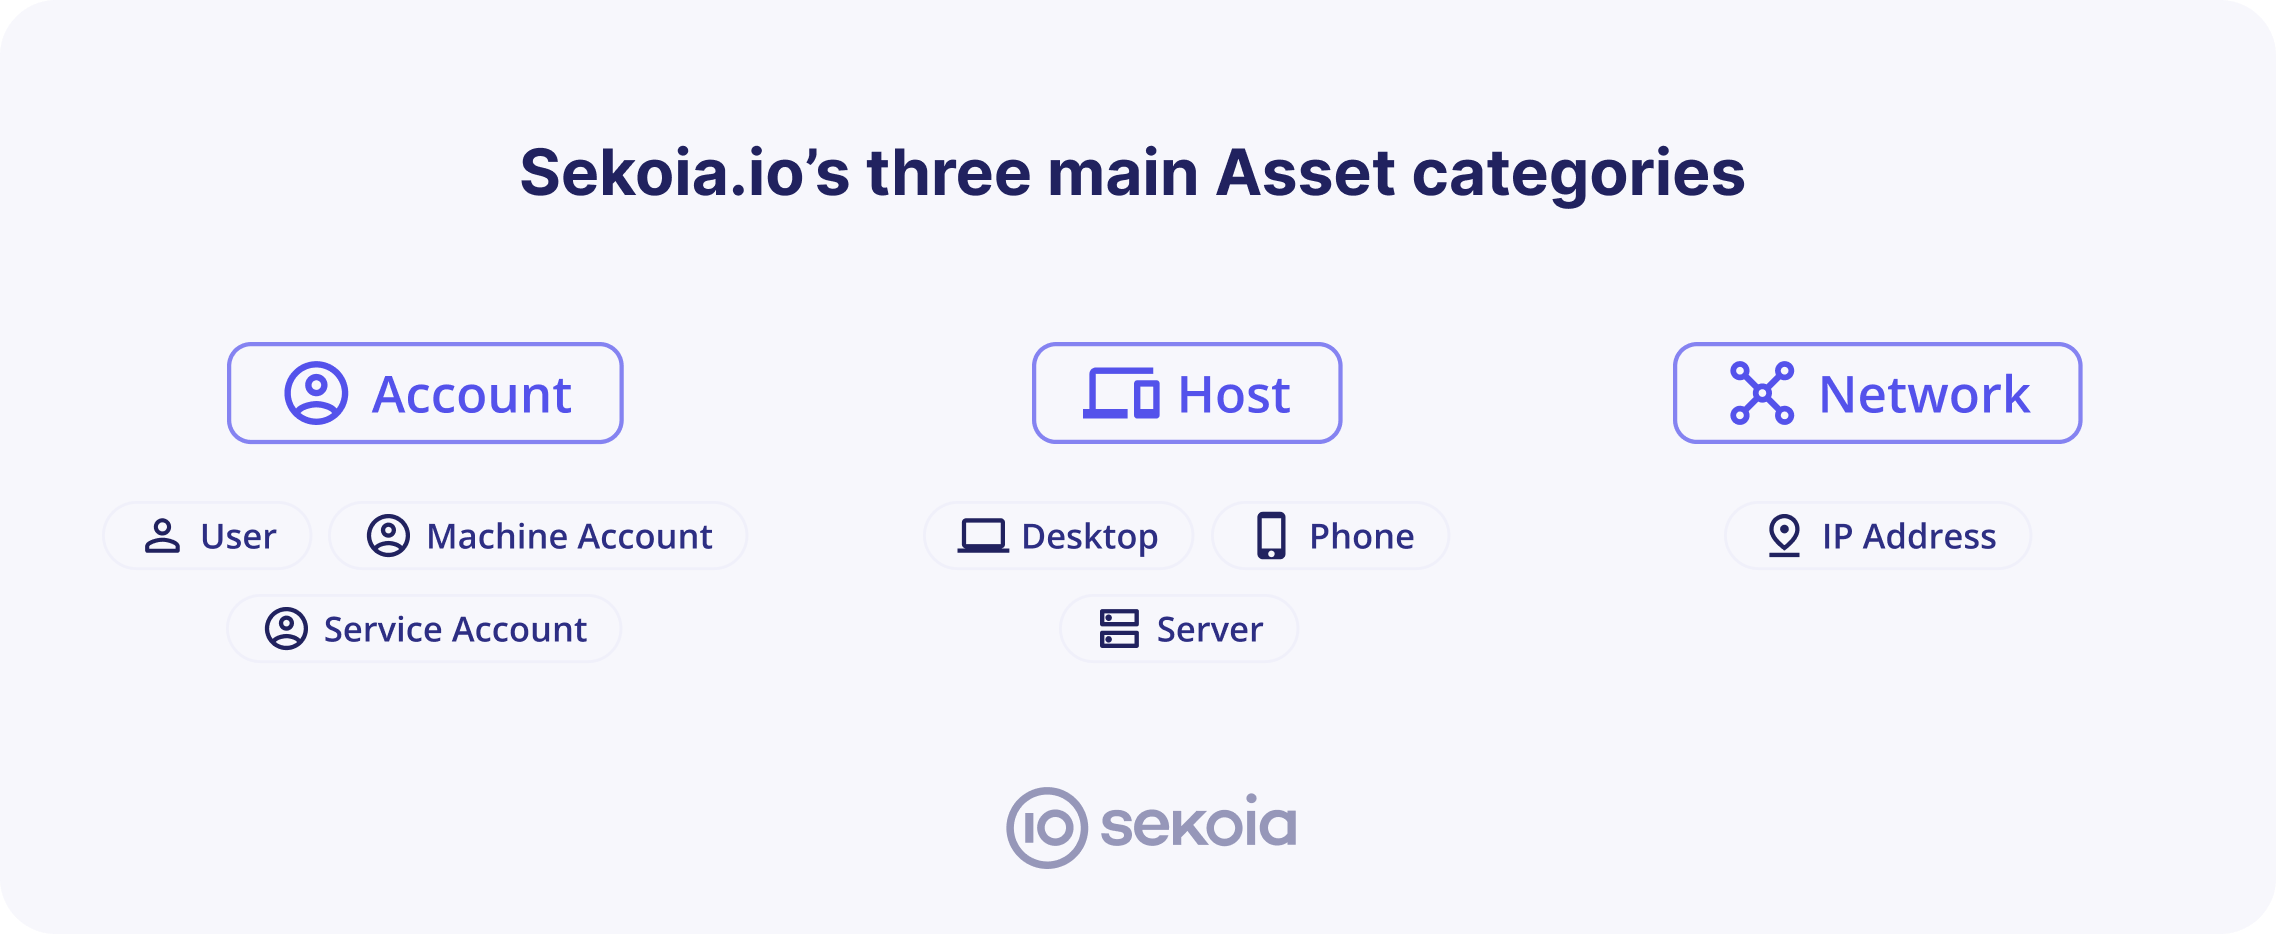 Sekoia.io’s three main Asset categories
Account
User
Machine Account
Service Account
Host
Desktop
Phone
Server
Network
IP Address
IO sekoia